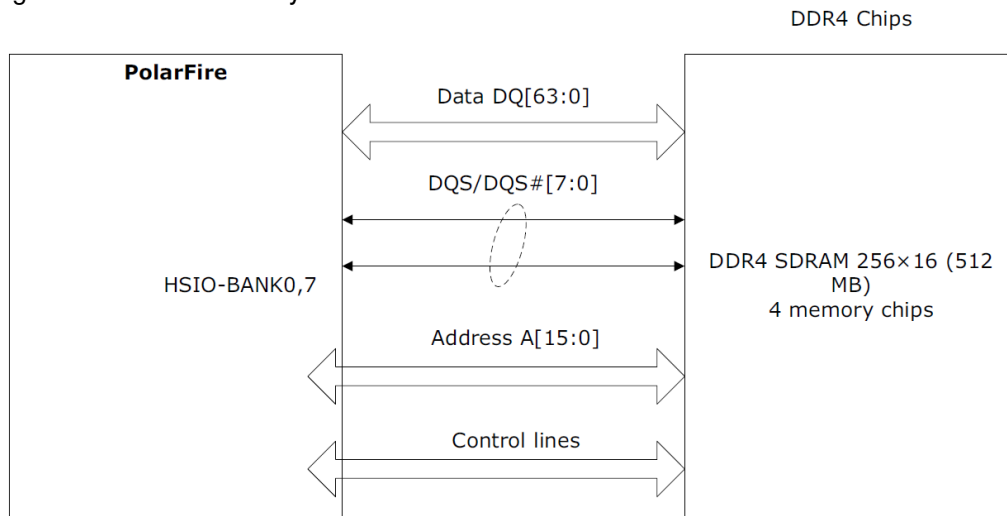 DDR4 Chips
PolarFire
Data DQ[63:0]
DQS/DQS#[7:0]
HSIO-BANK0,7
DDR4 SDRAM 256×16 (512
MB)
4 memory chips
Address A[15:0]
Control lines